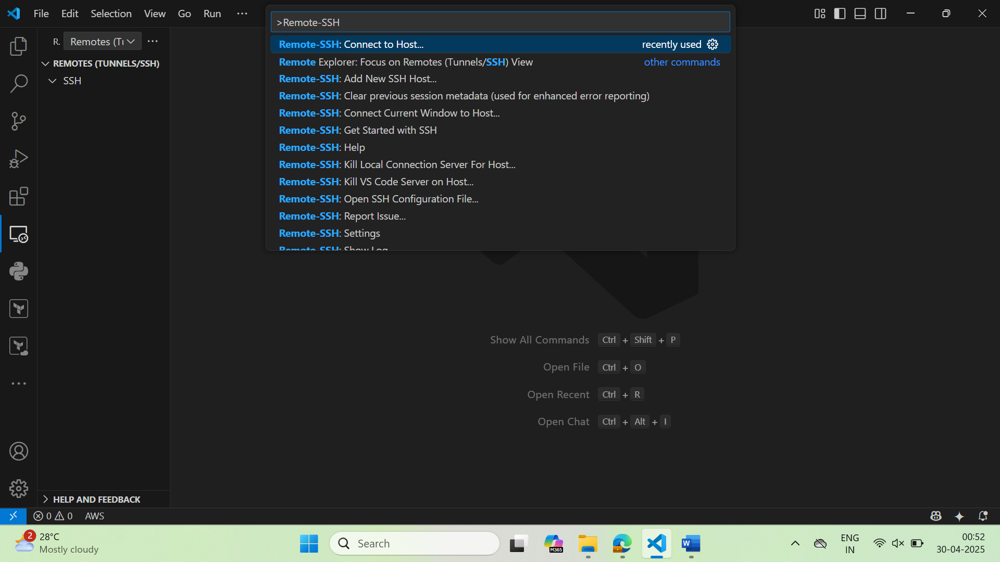 File Edit Selection View Go Run ...
>Remote-SSH
Remote-SSH: Connect to Host... recently used
Remote Explorer: Focus on Remotes (Tunnels/SSH) View other commands
Remote-SSH: Add New SSH Host...
Remote-SSH: Clear previous session metadata (used for enhanced error reporting)
Remote-SSH: Connect Current Window to Host...
Remote-SSH: Get Started with SSH
Remote-SSH: Help
Remote-SSH: Kill Local Connection Server For Host...
Remote-SSH: Kill VS Code Server on Host...
Remote-SSH: Open SSH Configuration File...
Remote-SSH: Report Issue...
Remote-SSH: Settings
Remote-SSH: Show Log
R. Remotes (Tu ...
REMOTES (TUNNELS/SSH)
SSH
Show All Commands Ctrl + Shift + P
Open File Ctrl + O
Open Recent Ctrl + R
Open Chat Ctrl + Alt + I
HELP AND FEEDBACK
0 0 AWS
2 28°C
Mostly cloudy
Search
M365
W
ENG
IN
00:52
30-04-2025